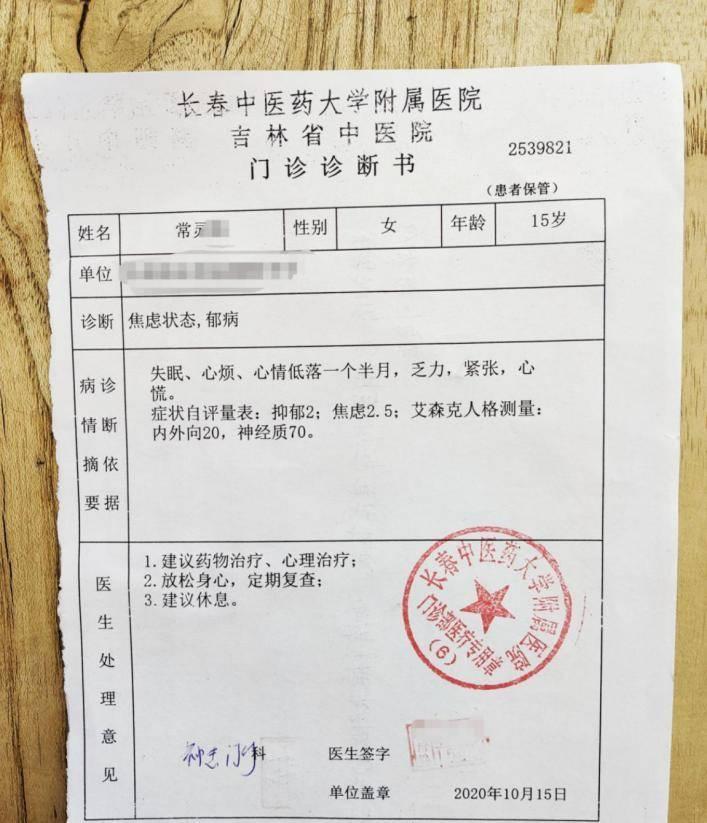 长春中医药大学附属医院
吉林省中医院
门诊诊断书
2539821
（患者保管）
姓名 常 性别 女 年龄 15岁
单位
诊断 焦虑状态,郁病
病情摘要 诊断依据
失眠、心烦、心情低落一个半月，乏力，紧张，心
慌。
症状自评量表：抑郁2；焦虑2.5；艾森克人格测量：
内外向20，神经质70。
医生处理意见
1.建议药物治疗、心理治疗；
2.放松身心，定期复查；
3.建议休息。
长春中医药大学附属医院
门诊部医疗专用章
（6）
科 医生签字
单位盖章 2020年10月15日